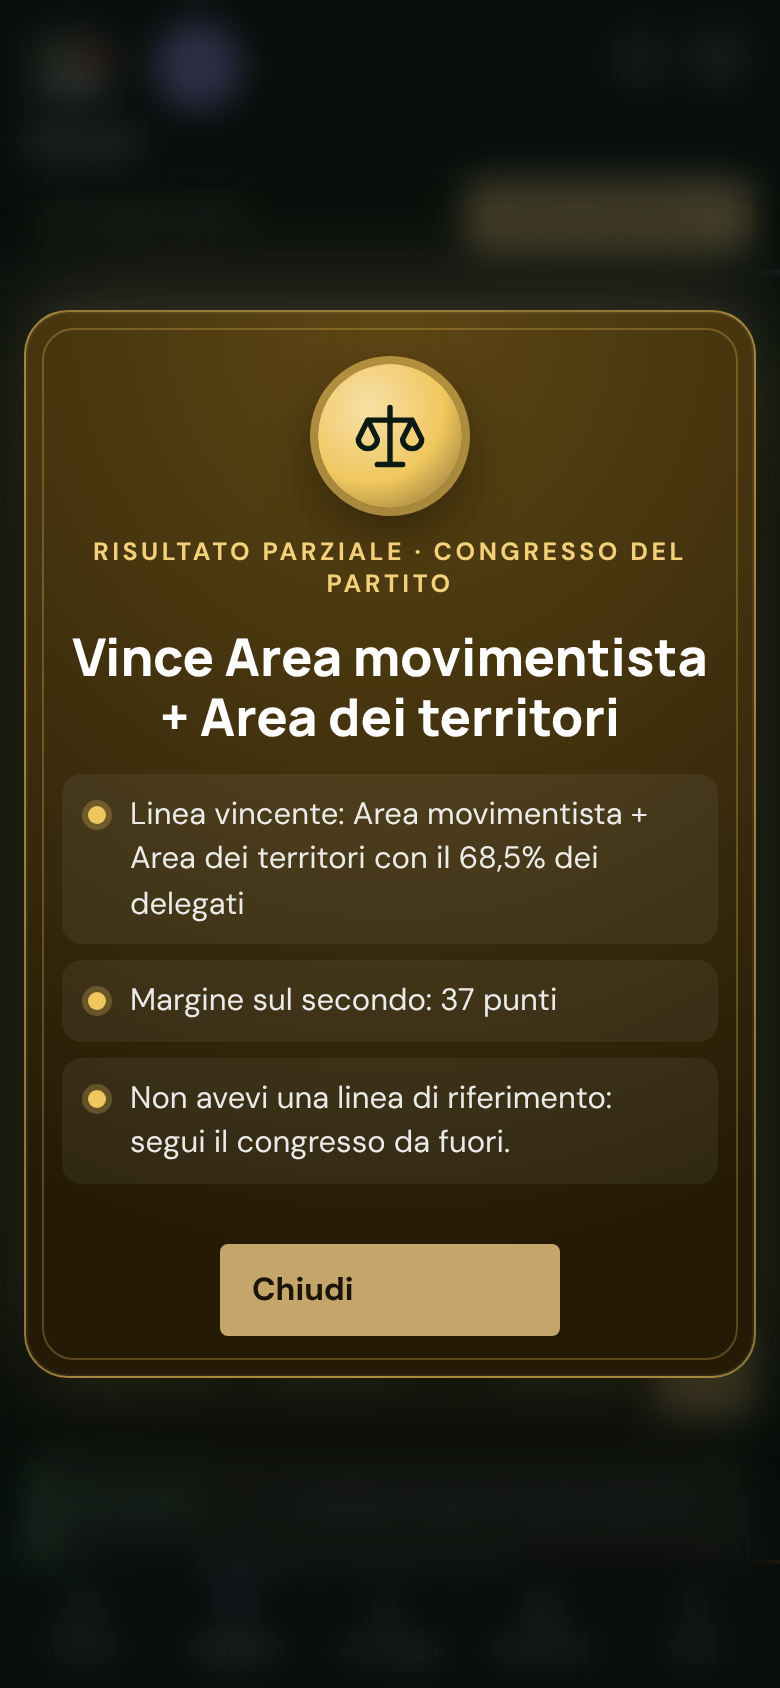 RISULTATO PARZIALE · CONGRESSO DEL
PARTITO
Vince Area movimentista
+ Area dei territori
Linea vincente: Area movimentista +
Area dei territori con il 68,5% dei
delegati
Margine sul secondo: 37 punti
Non avevi una linea di riferimento:
segui il congresso da fuori.
Chiudi